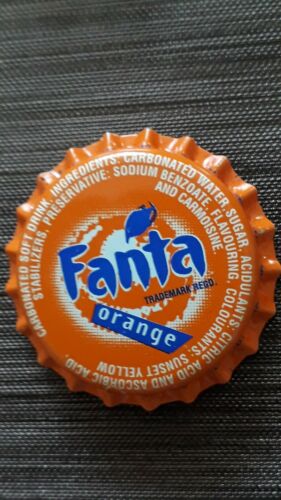 CARBONATED SOFT DRINK. INGREDIENTS: CARBONATED WATER, SUGAR, ACIDULANTS: CITRIC ACID AND ASCORBIC ACID,
STABILIZERS, PRESERVATIVE: SODIUM BENZOATE, FLAVOURING, COLOURANTS: SUNSET YELLOW
AND CARMOISINE.
Fanta
TRADEMARK REGD.
orange